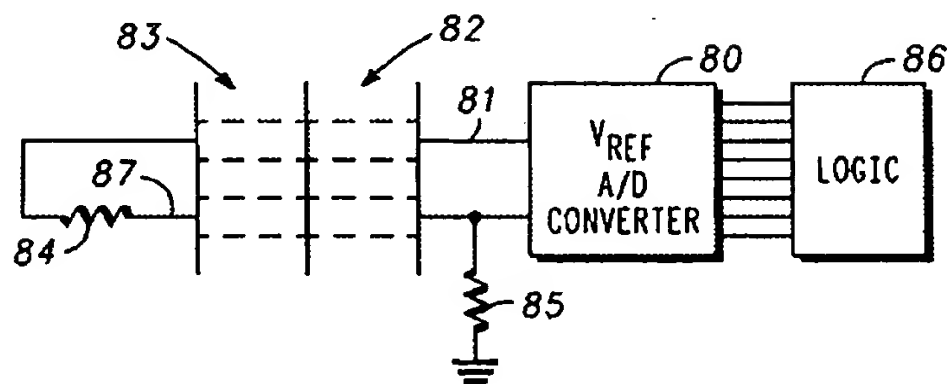 83
82
80
86
81
87
84
85
VREF
A/D
CONVERTER
LOGIC